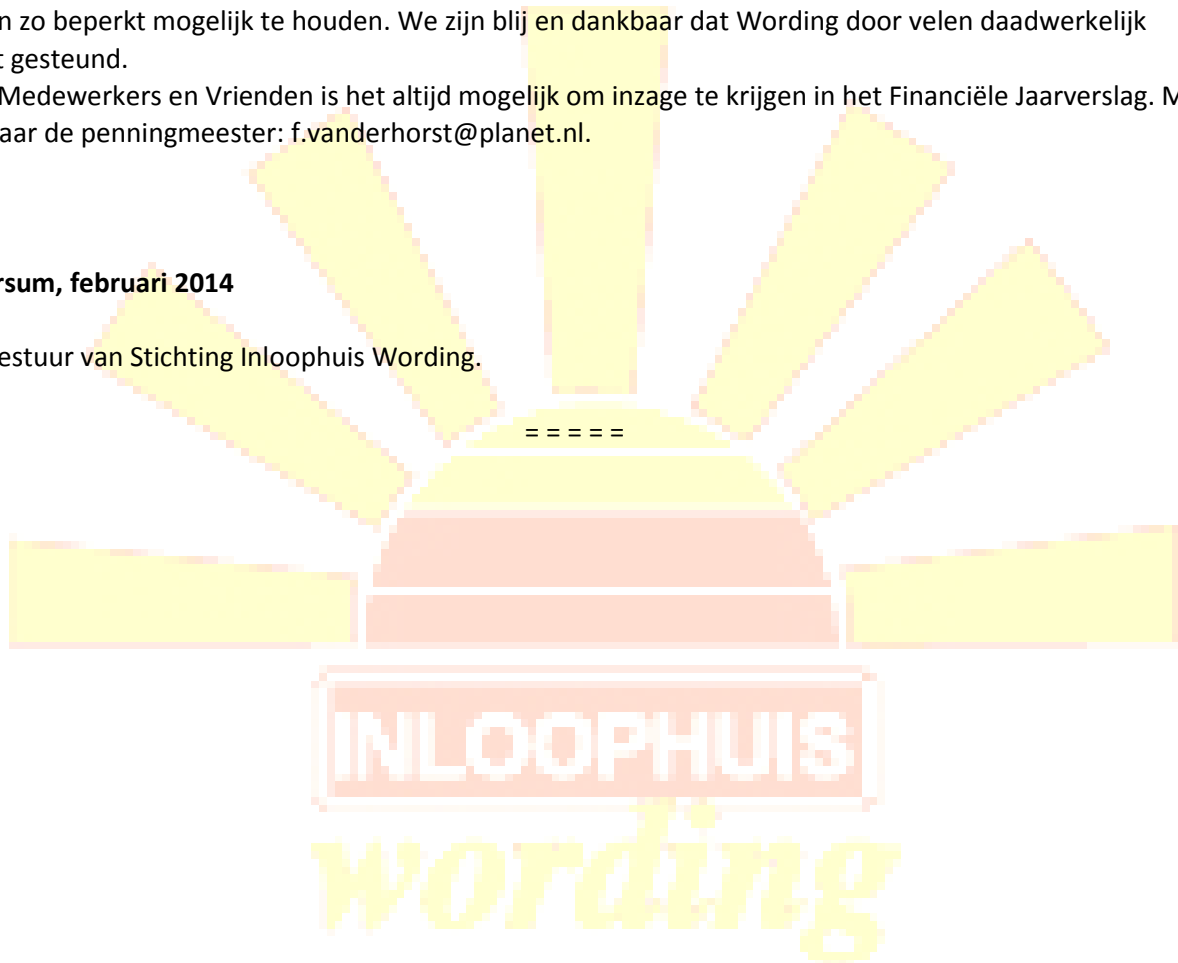 n zo beperkt mogelijk te houden. We zijn blij en dankbaar dat Wording door velen daadwerkelijk
t gesteund.
Medewerkers en Vrienden is het altijd mogelijk om inzage te krijgen in het Financiële Jaarverslag. M
aar de penningmeester: f.vanderhorst@planet.nl.
rsum, februari 2014
estuur van Stichting Inloophuis Wording.
= = = = =
INLOOPHUIS
wording